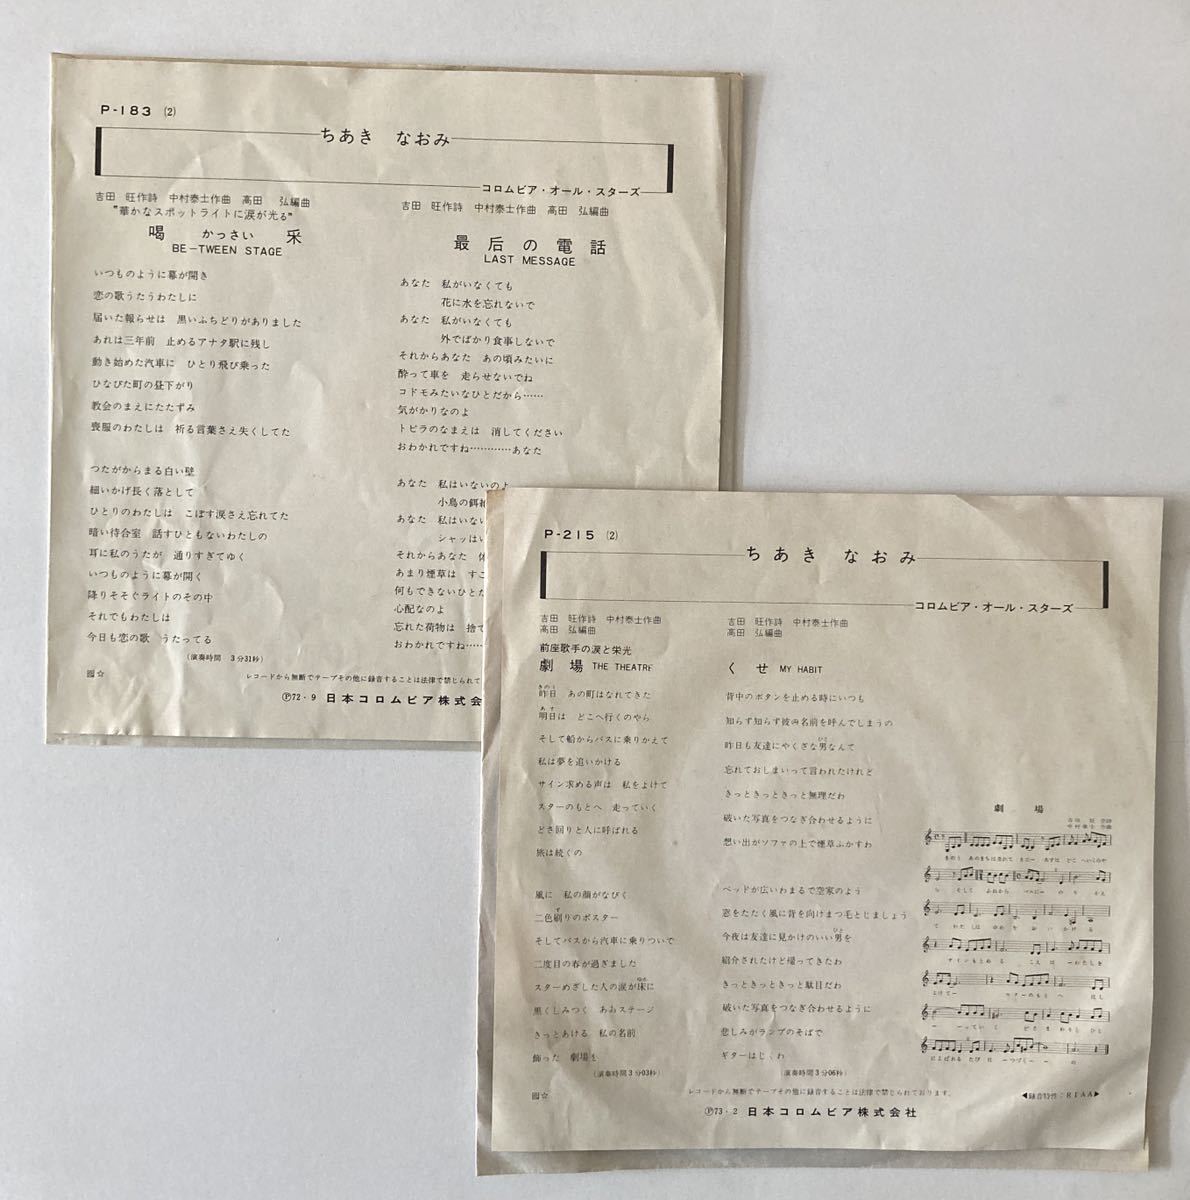 P-183 (2)
ちあき なおみ
コロムビア・オール・スターズ
吉田 旺作詩 中村泰士作曲 高田 弘編曲
"華かなスポットライトに涙が光る"
喝 かっさい 采
BE-TWEEN STAGE
いつものように幕が開き
恋の歌うたうわたしに
届いた報らせは 黒いふちどりがありました
あれは三年前 止めるアナタ駅に残し
動き始めた汽車に ひとり飛び乗った
ひなびた町の昼下がり
教会のまえにたたずみ
喪服のわたしは 祈る言葉さえ失くしてた
つたがからまる白い壁
細いかげ長く落として
ひとりのわたしは こぼす涙さえ忘れてた
暗い待合室 話すひともないわたしの
耳に私のうたが 通りすぎてゆく
いつものように幕が開く
降りそそぐライトのその中
それでもわたしは
今日も恋の歌 うたってる
(演奏時間 3分31秒)
吉田 旺作詩 中村泰士作曲 高田 弘編曲
最后の電話
LAST MESSAGE
あなた 私がいなくても
花に水を忘れないで
あなた 私がいなくても
外でばかり食事しないで
それからあなた あの頃みたいに
酔って車を 走らせないでね
コドモみたいなひとだから……
気がかりなのよ
トビラのなまえは 消してください
おわかれですね…………あなた
あなた 私はいないのよ
小鳥の餌
あなた 私はいない
シャツはい
それからあなた
あまり煙草は すこ
何もできないひとだ
心配なのよ
忘れた荷物は 捨て
おわかれですね……
レコードから無断でテープその他に録音することは法律で禁じられて
Ⓟ72・9 日本コロムビア株式会
P-215 (2)
ちあき なおみ
コロムビア・オール・スターズ
吉田 旺作詩 中村泰士作曲
高田 弘編曲
前座歌手の涙と栄光
劇場 THE THEATRE
昨日 あの町はなれてきた
明日は どこへ行くのやら
そして船からバスに乗りかえて
私は夢を追いかける
サイン求める声は 私をよけて
スターのもとへ 走っていく
どさ回りと人に呼ばれる
旅は続くの
風に 私の顔がなびく
二色刷りのポスター
そしてバスから汽車に乗りついで
二度目の春が過ぎました
スターめざした人の涙が床に
黒くしみつく ああステージ
きっとあける 私の名前
飾った 劇場を
(演奏時間3分03秒)
吉田 旺作詩 中村泰士作曲
高田 弘編曲
くせ MY HABIT
背中のボタンを止める時にいつも
知らず知らず彼の名前を呼んでしまうの
昨日も友達にやくざな男なんて
忘れておしまいって言われたけれど
きっときっときっと無理だわ
破いた写真をつなぎ合わせるように
想い出がソファの上で煙草ふかすわ
ベッドが広いわまるで空家のよう
窓をたたく風に背を向けまつ毛とじましょう
今夜は友達に見かけのいい男を
紹介されたけど帰ってきたわ
きっときっときっと駄目だわ
破いた写真をつなぎ合わせるように
悲しみがランプのそばで
ギターはじくわ
(演奏時間3分06秒)
劇 場
レコードから無断でテープその他に録音することは法律で禁じられております。
◀録音特性:RIAA▶
Ⓟ73・2 日本コロムビア株式会社